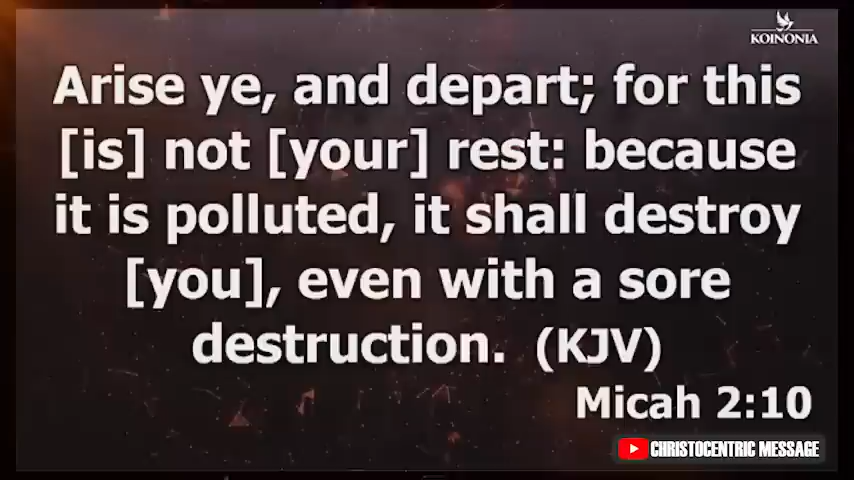 KOINONIA
Arise ye, and depart; for this
[is] not [your] rest: because
it is polluted, it shall destroy
[you], even with a sore
destruction. (KJV)
Micah 2:10
CHRISTOCENTRIC MESSAGE